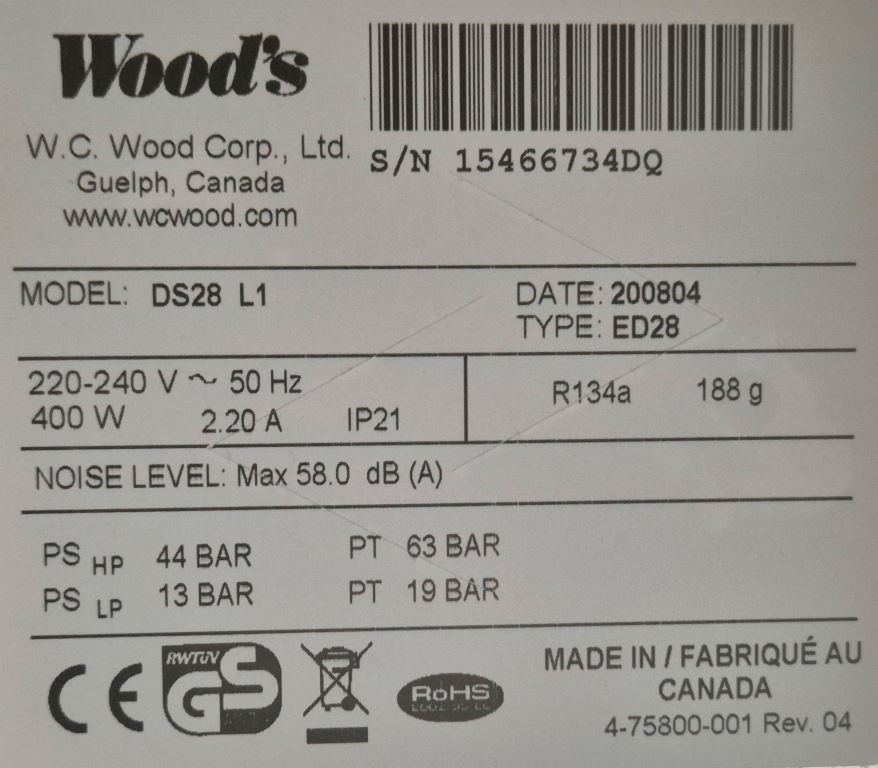 Wood's
W.C. Wood Corp., Ltd.
Guelph, Canada
www.wcwood.com
S/N 15466734DQ
MODEL: DS28 L1
DATE: 200804
TYPE: ED28
220-240 V ~ 50 Hz
400 W 2.20 A IP21
R134a 188 g
NOISE LEVEL: Max 58.0 dB (A)
PS HP 44 BAR PT 63 BAR
PS LP 13 BAR PT 19 BAR
CE
RWTÜV
GS
RoHS
MADE IN / FABRIQUÉ AU
CANADA
4-75800-001 Rev. 04